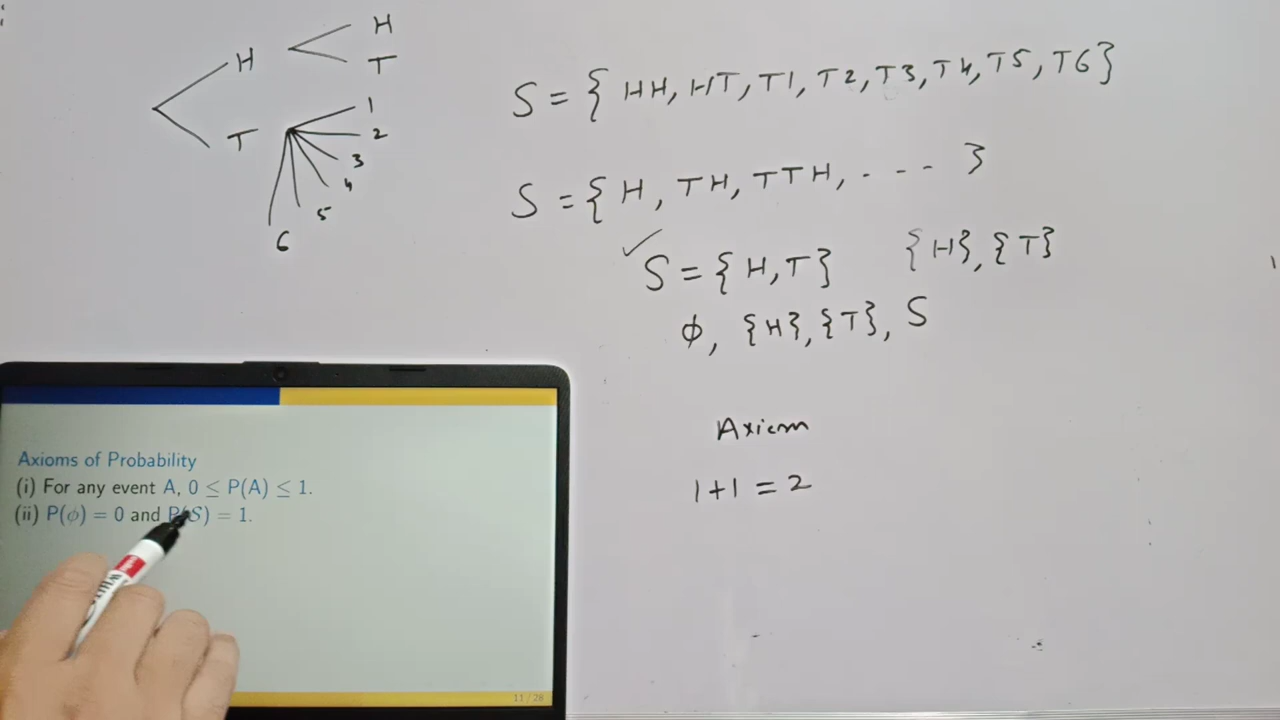 H
T
H
T
1
2
3
4
5
6
S = { HH, HT, T1, T2, T3, T4, T5, T6}
S = { H, TH, TTH, - - - - }
✓ S = { H, T} {H}, {T}
ϕ, {H}, {T}, S
Axiom
1+1 = 2
Axioms of Probability
(i) For any event A, 0 ≤ P(A) ≤ 1.
(ii) P(ϕ) = 0 and P(S) = 1.
11 / 26